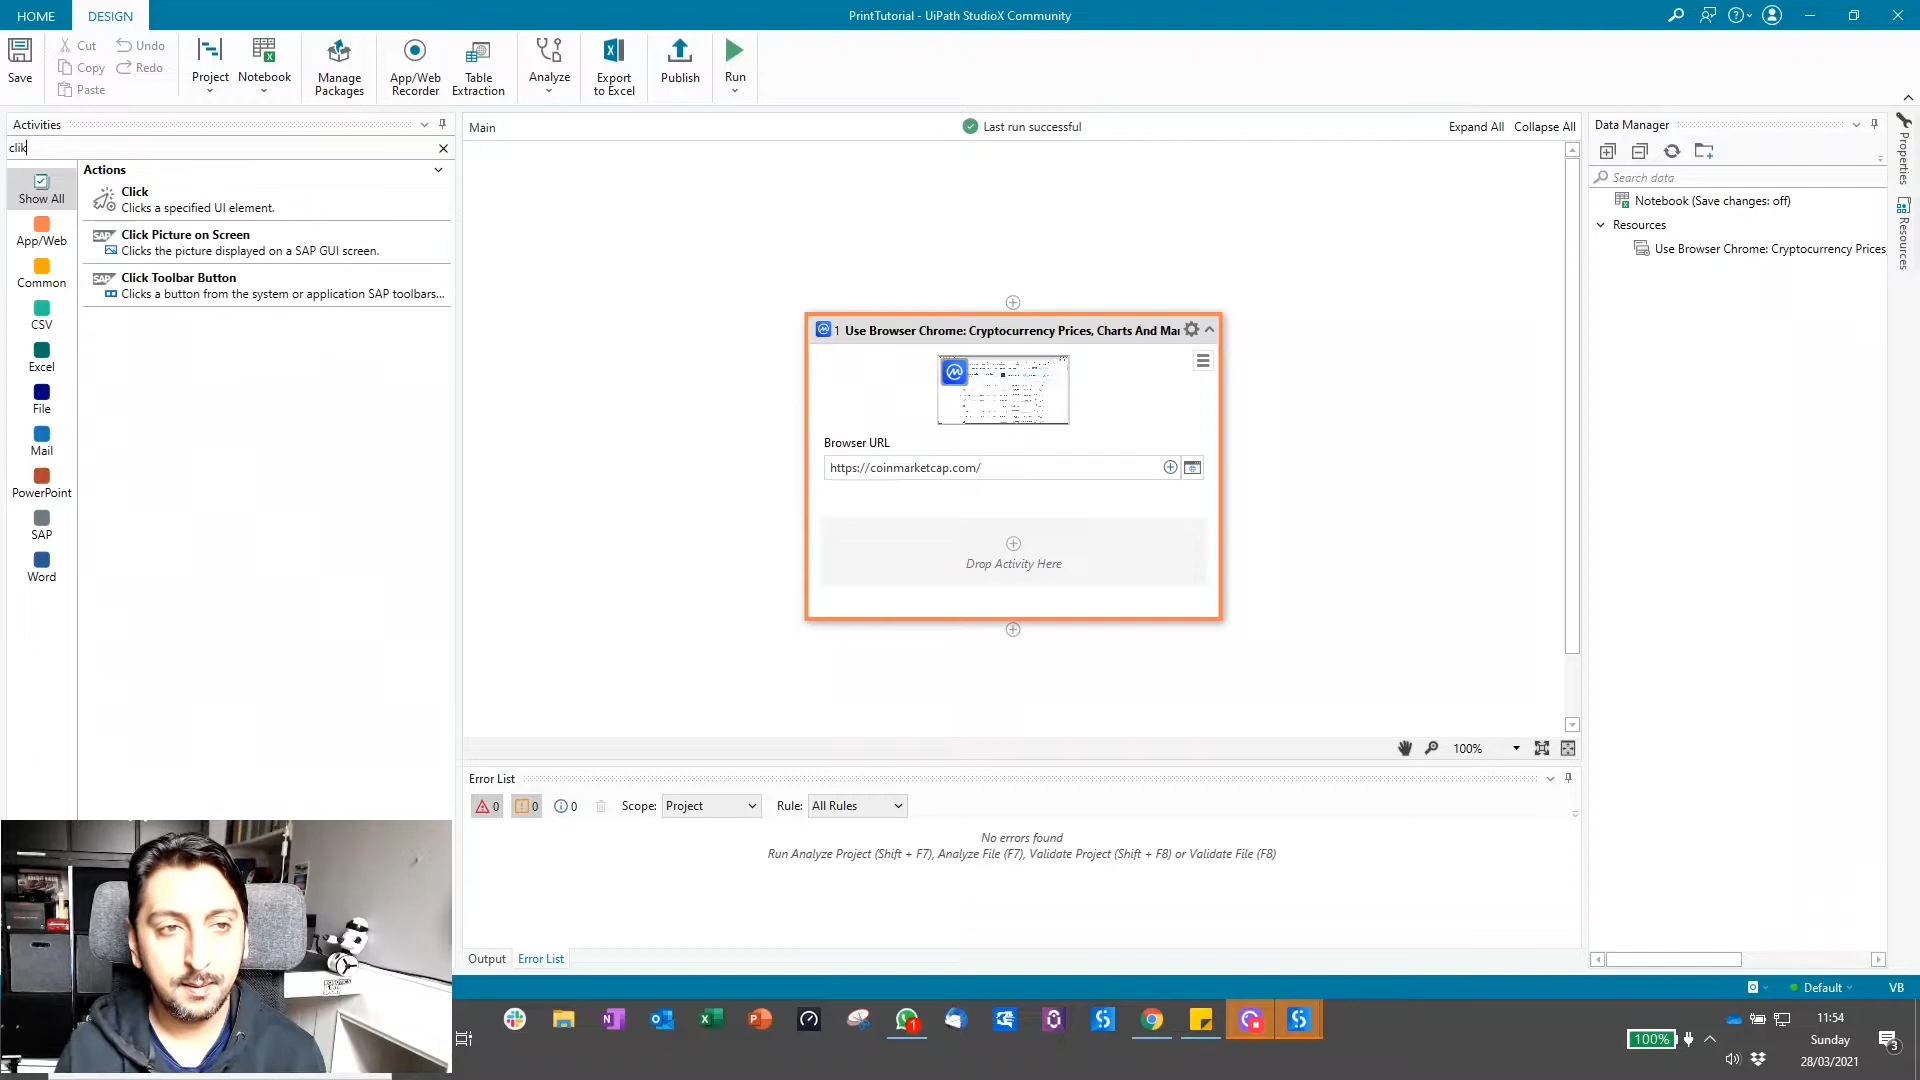 HOME
DESIGN
PrintTutorial - UiPath StudioX Community
Save
Cut
Copy
Paste
Undo
Redo
Project
Notebook
Manage
Packages
App/Web
Recorder
Table
Extraction
Analyze
Export
to Excel
Publish
Run
Activities
clik
Show All
App/Web
Common
CSV
Excel
File
Mail
PowerPoint
SAP
Word
Actions
Click
Clicks a specified UI element.
SAP
Click Picture on Screen
Clicks the picture displayed on a SAP GUI screen.
SAP
Click Toolbar Button
Clicks a button from the system or application SAP toolbars...
Main
Last run successful
Expand All Collapse All
1 Use Browser Chrome: Cryptocurrency Prices, Charts And Mar
Browser URL
https://coinmarketcap.com/
Drop Activity Here
100%
Data Manager
Search data
Notebook (Save changes: off)
Resources
Use Browser Chrome: Cryptocurrency Prices,
Properties
Resources
Error List
0
0
0
Scope: Project
Rule: All Rules
No errors found
Run Analyze Project (Shift + F7), Analyze File (F7), Validate Project (Shift + F8) or Validate File (F8)
Output
Error List
Default
VB
1
100%
11:54
Sunday
28/03/2021
3